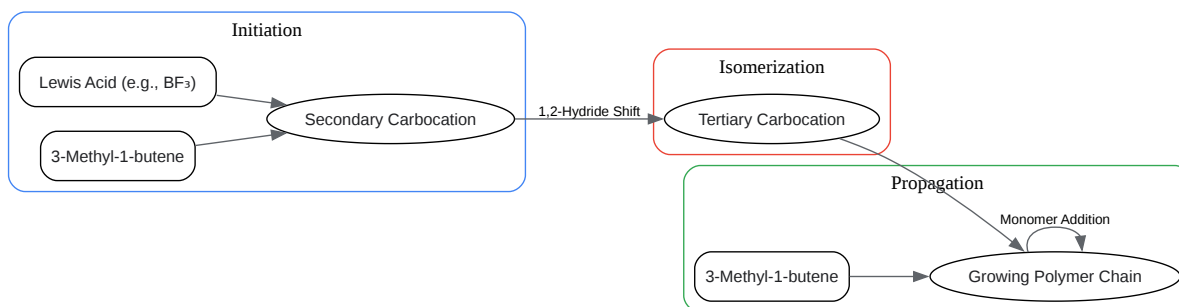 Initiation
Lewis Acid (e.g., BF₃)
3-Methyl-1-butene
Secondary Carbocation
1,2-Hydride Shift
Isomerization
Tertiary Carbocation
Propagation
Monomer Addition
3-Methyl-1-butene
Growing Polymer Chain